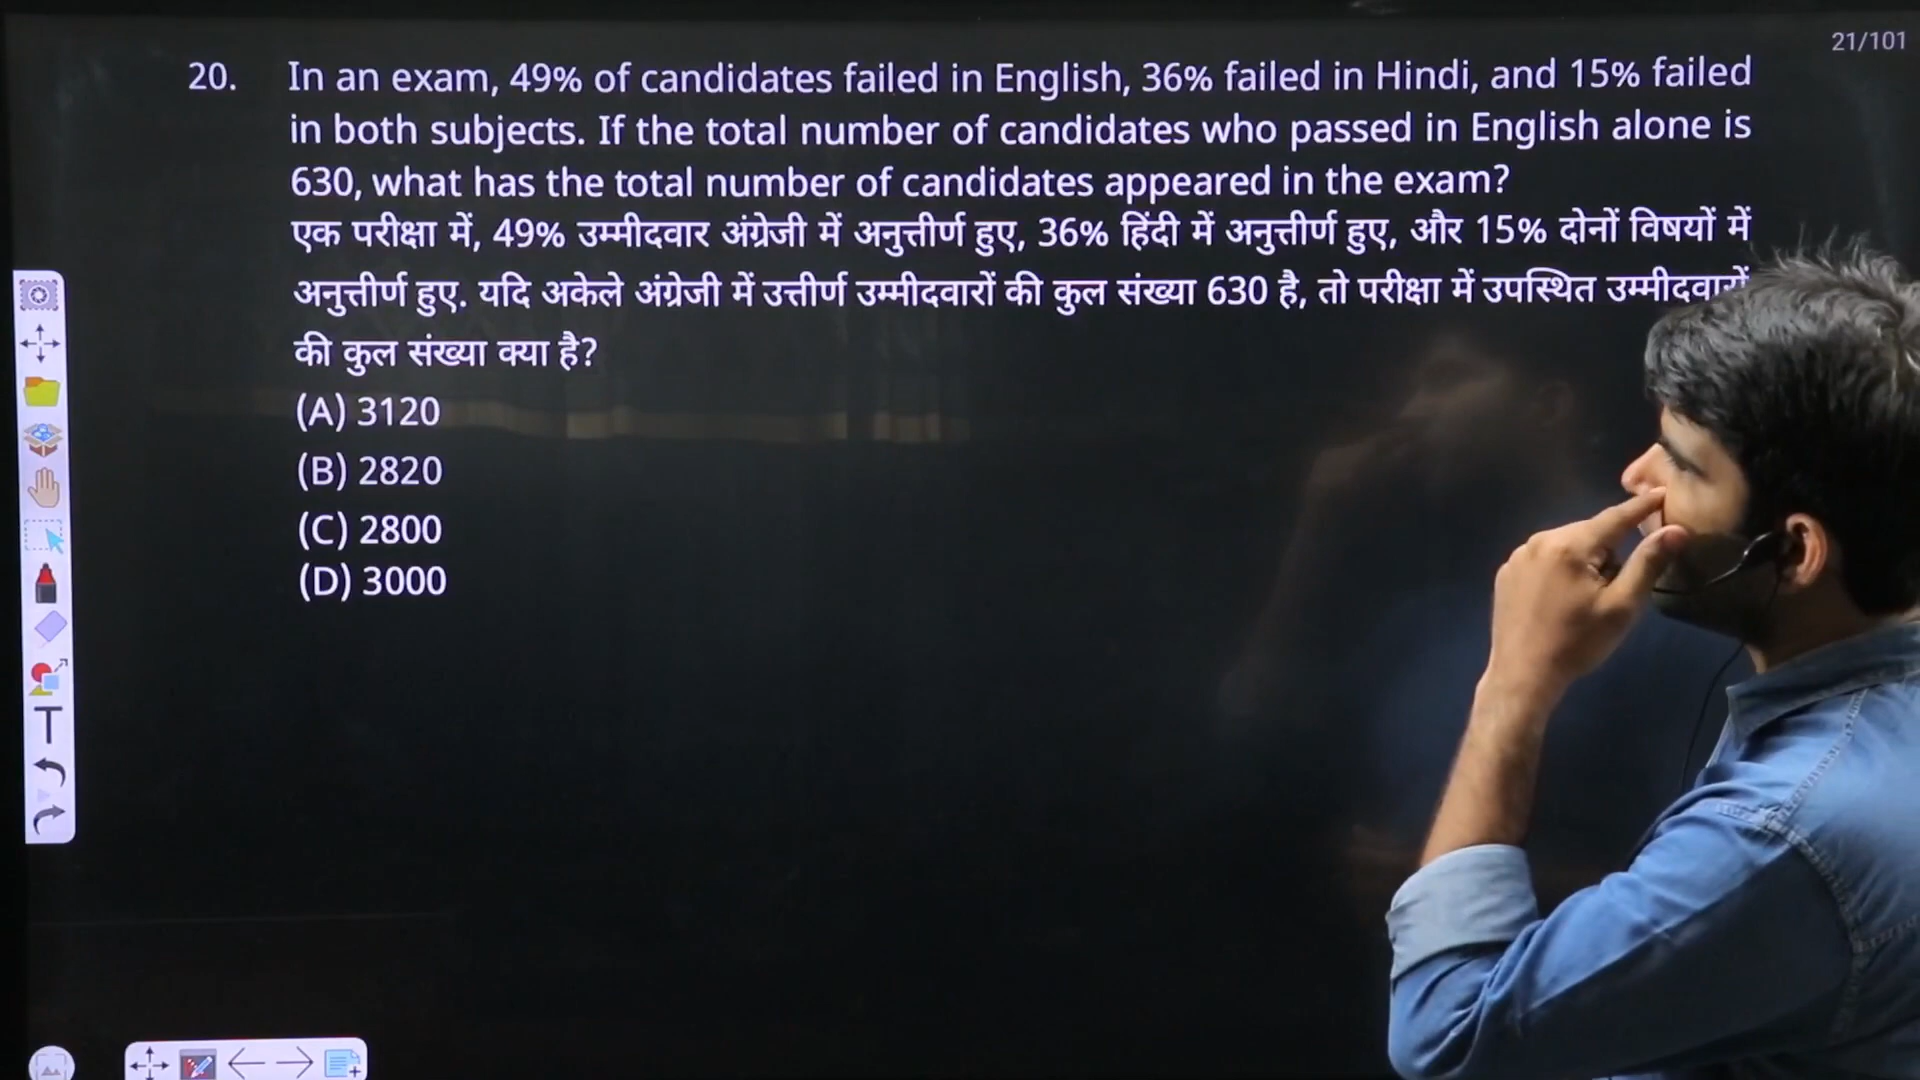 21/101
20. In an exam, 49% of candidates failed in English, 36% failed in Hindi, and 15% failed
in both subjects. If the total number of candidates who passed in English alone is
630, what has the total number of candidates appeared in the exam?
एक परीक्षा में, 49% उम्मीदवार अंग्रेजी में अनुत्तीर्ण हुए, 36% हिंदी में अनुत्तीर्ण हुए, और 15% दोनों विषयों में
अनुत्तीर्ण हुए. यदि अकेले अंग्रेजी में उत्तीर्ण उम्मीदवारों की कुल संख्या 630 है, तो परीक्षा में उपस्थित उम्मीदवारों
की कुल संख्या क्या है?
(A) 3120
(B) 2820
(C) 2800
(D) 3000
T